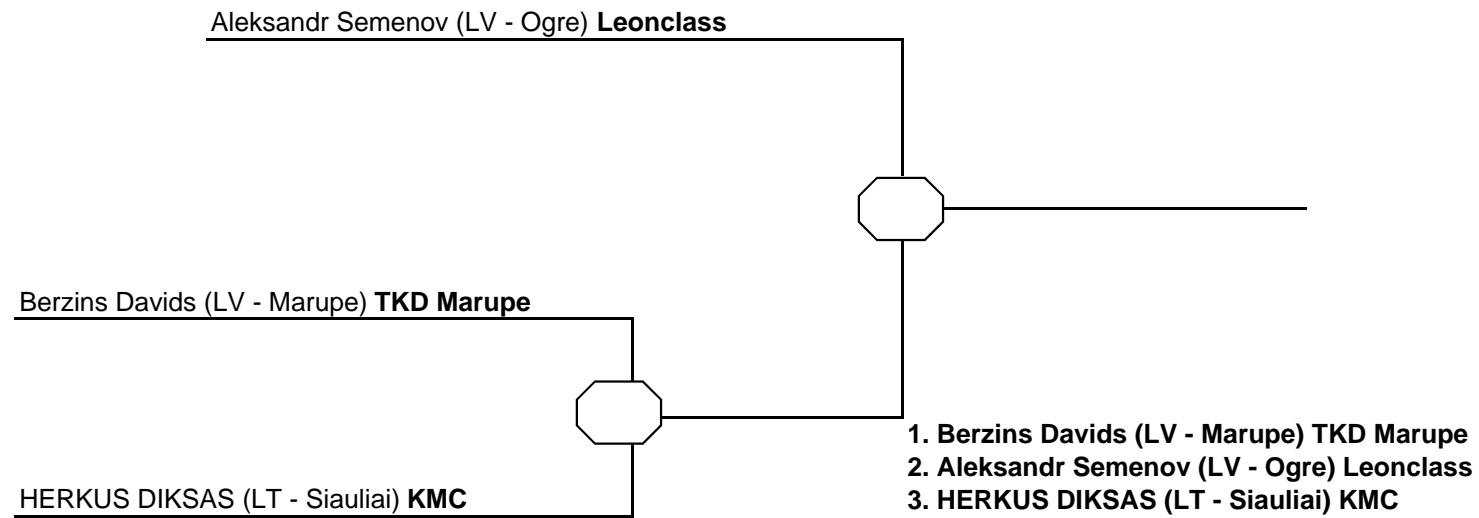 Aleksandr Semenov (LV - Ogre) Leonclass
Berzins Davids (LV - Marupe) TKD Marupe
HERKUS DIKSAS (LT - Siauliai) KMC
1. Berzins Davids (LV - Marupe) TKD Marupe
2. Aleksandr Semenov (LV - Ogre) Leonclass
3. HERKUS DIKSAS (LT - Siauliai) KMC